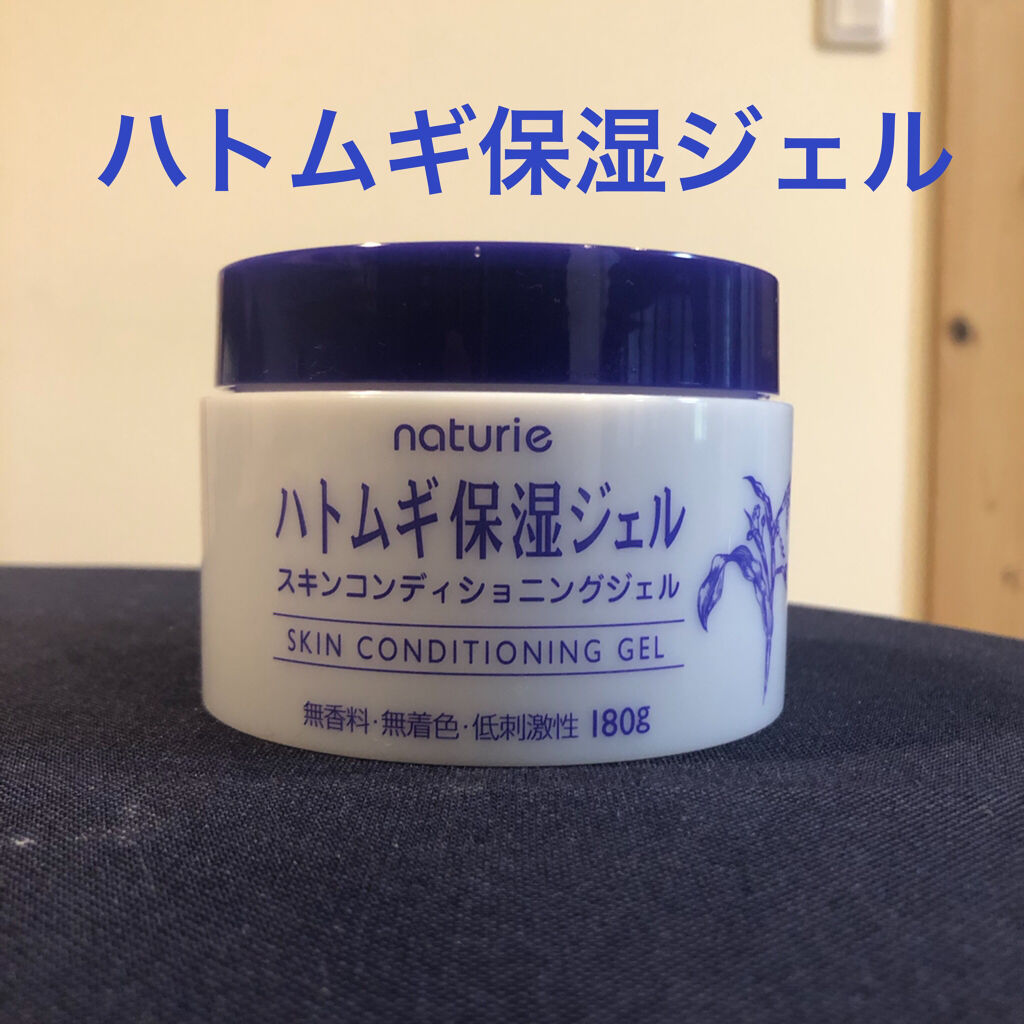 ハトムギ保湿ジェル
naturie
ハトムギ保湿ジェル
スキンコンディショニングジェル
SKIN CONDITIONING GEL
無香料・無着色・低刺激性 180g